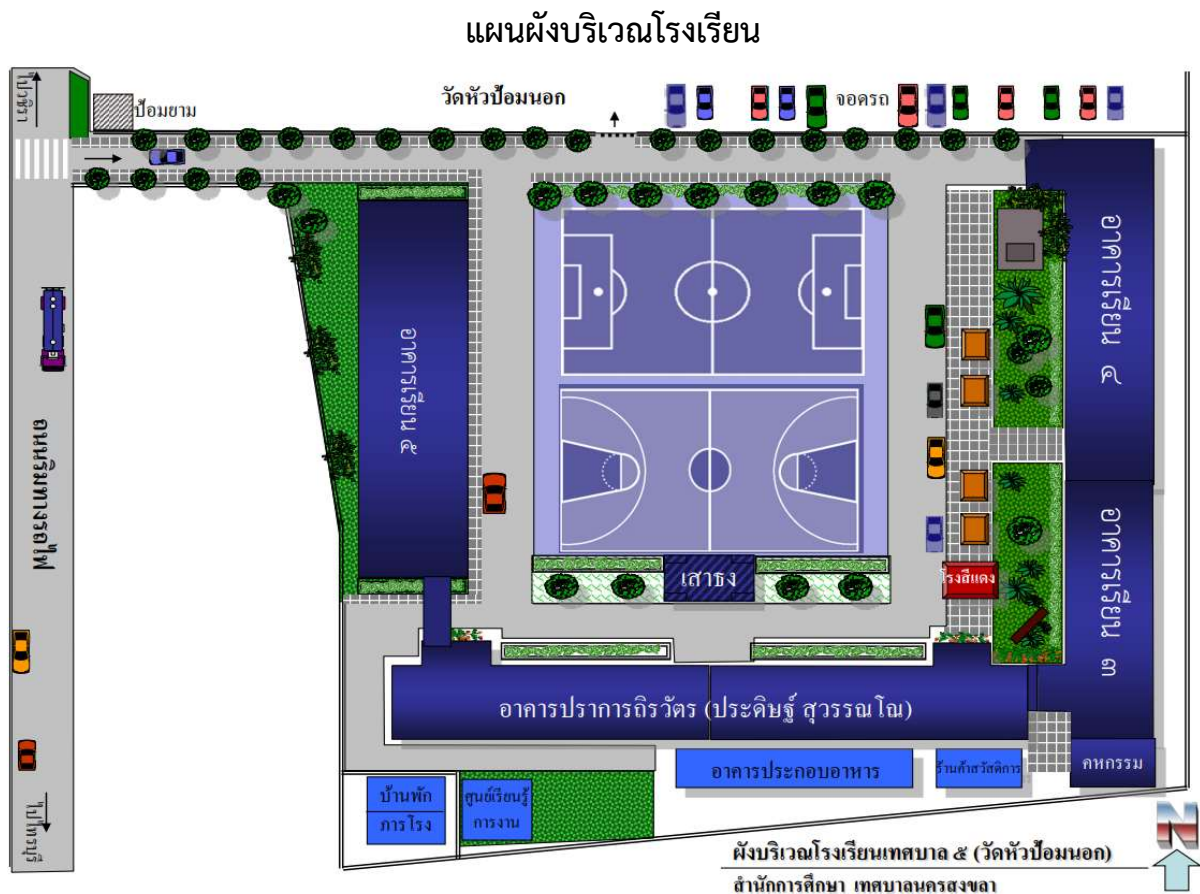 แผนผังบริเวณโรงเรียน
ไปวชิรา
ป้อมยาม
วัดหัวป้อมนอก
จอดรถ
อาคารเรียน ๔
อาคารเรียน ๕
ถนนริมทางรถไฟ
เสาธง
โรงสีแดง
อาคารเรียน ๓
อาคารปราการถิรวัตร (ประดิษฐ์ สุวรรณโณ)
อาคารประกอบอาหาร
ร้านค้าสวัสดิการ
คหกรรม
บ้านพัก
ภารโรง
ศูนย์เรียนรู้
การงาน
ไปไทรบุรี
N
ผังบริเวณโรงเรียนเทศบาล ๕ (วัดหัวป้อมนอก)
สำนักการศึกษา เทศบาลนครสงขลา